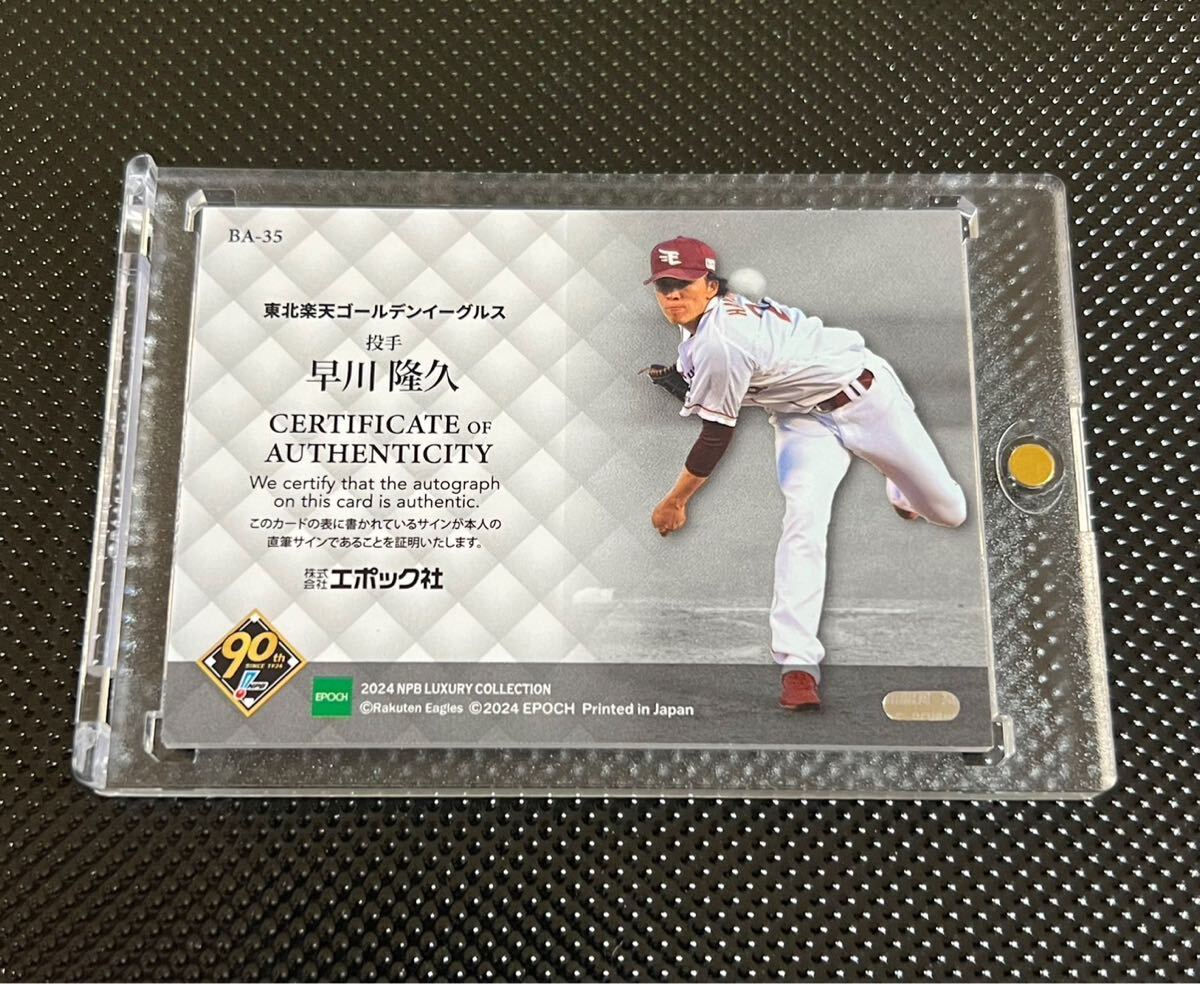 BA-35
東北楽天ゴールデンイーグルス
投手
早川 隆久
CERTIFICATE OF
AUTHENTICITY
We certify that the autograph
on this card is authentic.
このカードの表に書かれているサインが本人の
直筆サインであることを証明いたします。
株式会社エポック社
90th
SINCE 1934
EPOCH
2024 NPB LUXURY COLLECTION
©Rakuten Eagles ©2024 EPOCH Printed in Japan